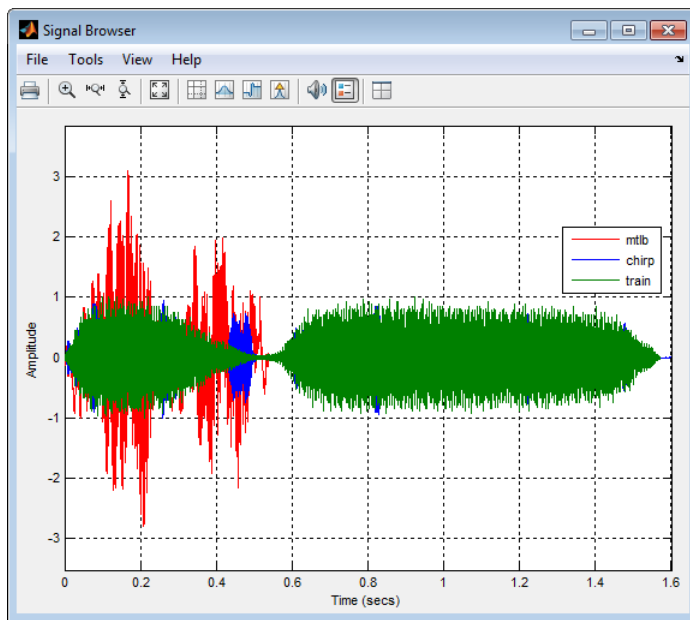 Signal Browser
File Tools View Help
3
2
1
0
-1
-2
-3
Amplitude
mtlb
chirp
train
0 0.2 0.4 0.6 0.8 1 1.2 1.4 1.6
Time (secs)